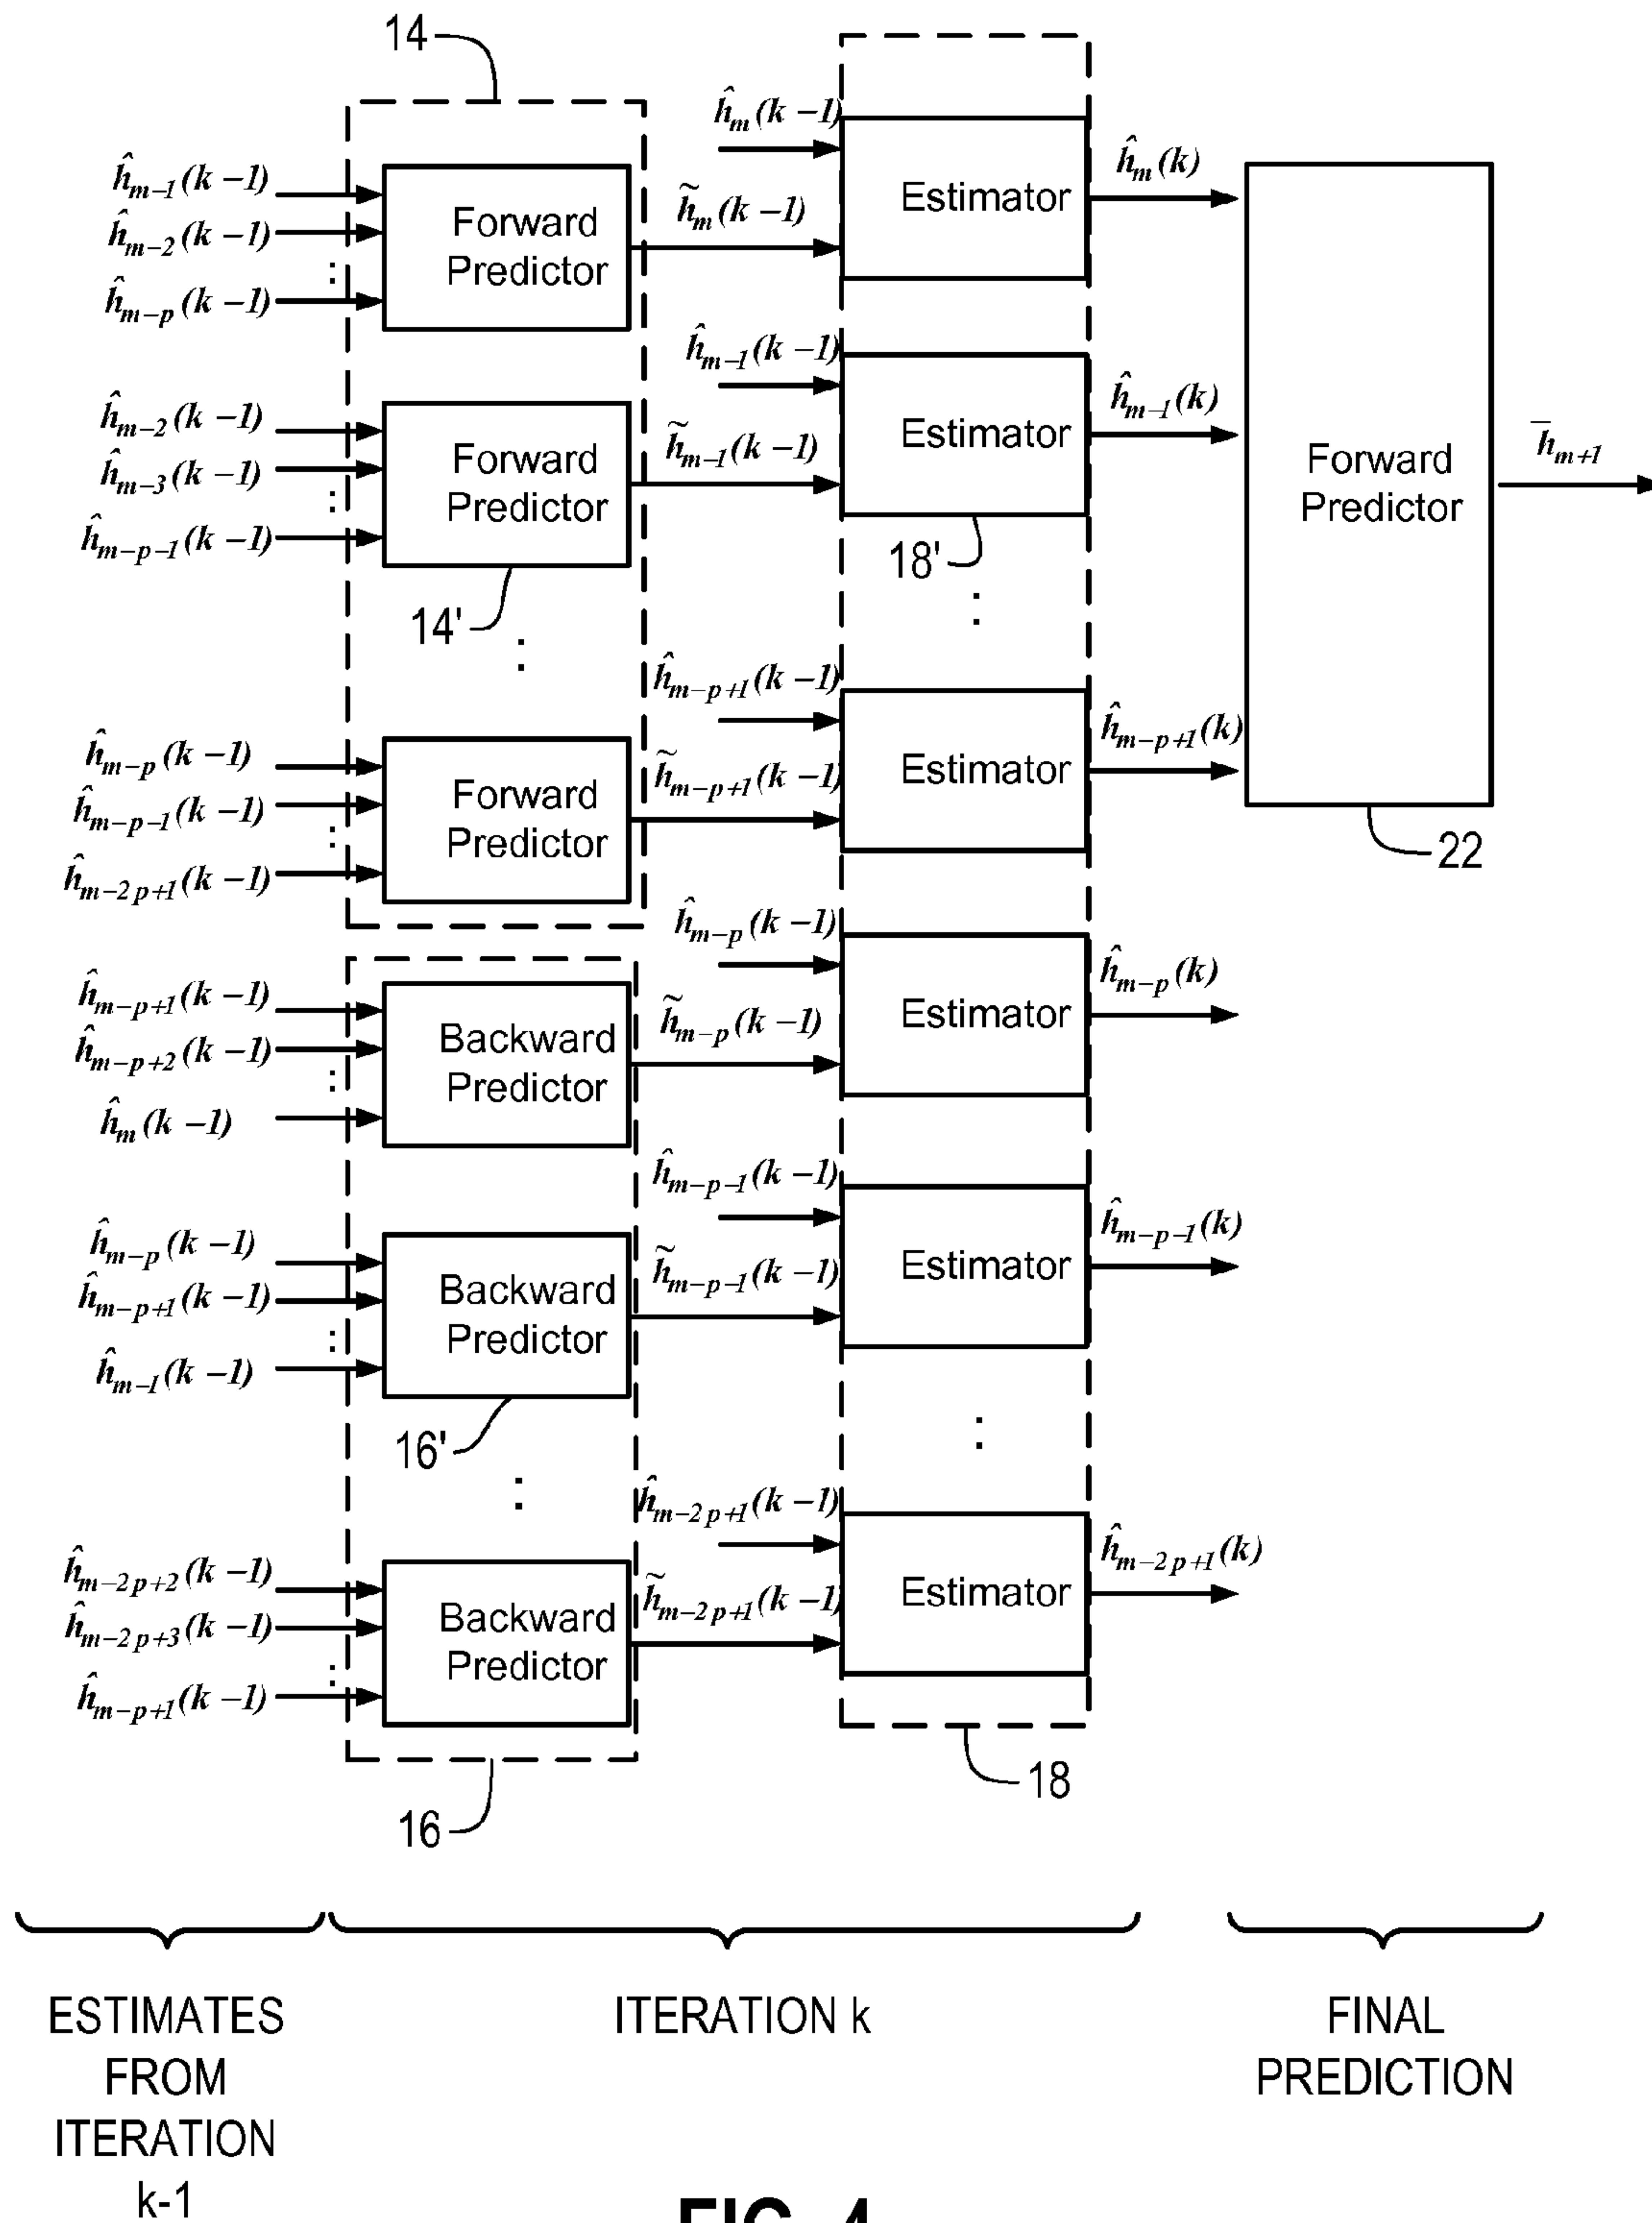 14
ĥₘ₋₁(k−1)
ĥₘ₋₂(k−1)
:
ĥₘ₋ₚ(k−1)
Forward
Predictor
h̃ₘ(k−1)
ĥₘ(k−1)
Estimator
ĥₘ(k)
ĥₘ₋₂(k−1)
ĥₘ₋₃(k−1)
:
ĥₘ₋ₚ₋₁(k−1)
Forward
Predictor
14'
:
h̃ₘ₋₁(k−1)
ĥₘ₋₁(k−1)
Estimator
18'
:
ĥₘ₋₁(k)
Forward
Predictor
h̄ₘ₊₁
22
ĥₘ₋ₚ(k−1)
ĥₘ₋ₚ₋₁(k−1)
:
ĥₘ₋₂ₚ₊₁(k−1)
Forward
Predictor
h̃ₘ₋ₚ₊₁(k−1)
ĥₘ₋ₚ₊₁(k−1)
Estimator
ĥₘ₋ₚ₊₁(k)
ĥₘ₋ₚ₊₁(k−1)
ĥₘ₋ₚ₊₂(k−1)
:
ĥₘ(k−1)
Backward
Predictor
h̃ₘ₋ₚ(k−1)
ĥₘ₋ₚ(k−1)
Estimator
ĥₘ₋ₚ(k)
ĥₘ₋ₚ(k−1)
ĥₘ₋ₚ₊₁(k−1)
:
ĥₘ₋₁(k−1)
Backward
Predictor
16'
:
h̃ₘ₋ₚ₋₁(k−1)
ĥₘ₋ₚ₋₁(k−1)
Estimator
:
ĥₘ₋ₚ₋₁(k)
ĥₘ₋₂ₚ₊₂(k−1)
ĥₘ₋₂ₚ₊₃(k−1)
:
ĥₘ₋ₚ₊₁(k−1)
Backward
Predictor
h̃ₘ₋₂ₚ₊₁(k−1)
ĥₘ₋₂ₚ₊₁(k−1)
Estimator
ĥₘ₋₂ₚ₊₁(k)
16
18
ESTIMATES
FROM
ITERATION
k-1
ITERATION k
FINAL
PREDICTION
FIG. 4